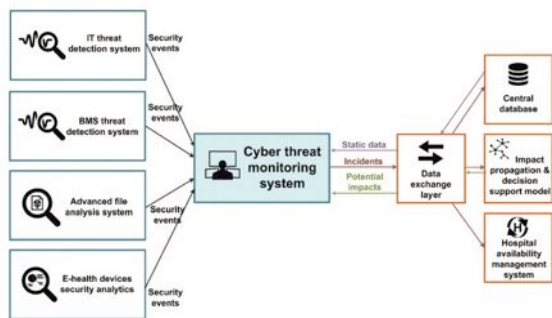 IT threat
detection system
Security
events
BMS threat
detection system
Security
events
Advanced file
analysis system
Security
events
E-health devices
security analytics
Security
events
Cyber threat
monitoring
system
Static data
Incidents
Potential
impacts
Data
exchange
layer
Central
database
Impact
propagation &
decision
support model
H
Hospital
availability
management
system